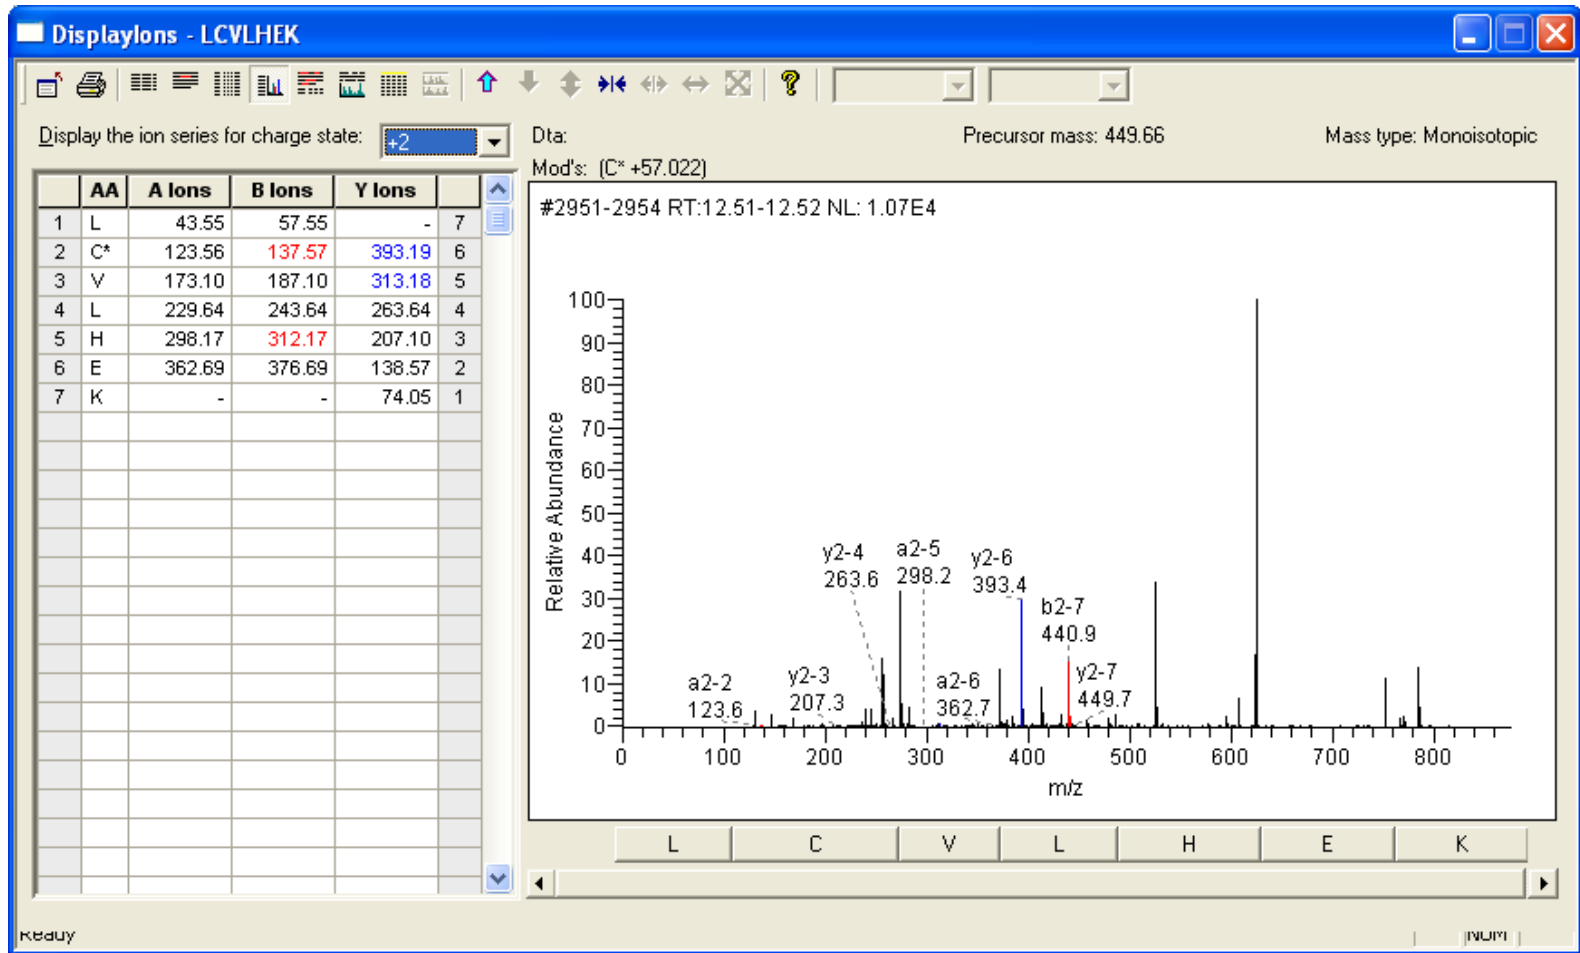 DisplayIons - LCVLHEK
Display the ion series for charge state: +2
Dta: Precursor mass: 449.66 Mass type: Monoisotopic
Mod's: (C* +57.022)
AA A Ions B Ions Y Ions
1 L 43.55 57.55 - 7
2 C* 123.56 137.57 393.19 6
3 V 173.10 187.10 313.18 5
4 L 229.64 243.64 263.64 4
5 H 298.17 312.17 207.10 3
6 E 362.69 376.69 138.57 2
7 K - - 74.05 1
#2951-2954 RT:12.51-12.52 NL: 1.07E4
Relative Abundance
100
90
80
70
60
50
40
30
20
10
0
y2-4
263.6
a2-5
298.2
y2-6
393.4
b2-7
440.9
a2-2
123.6
y2-3
207.3
a2-6
362.7
y2-7
449.7
0 100 200 300 400 500 600 700 800
m/z
L C V L H E K
Ready NUM